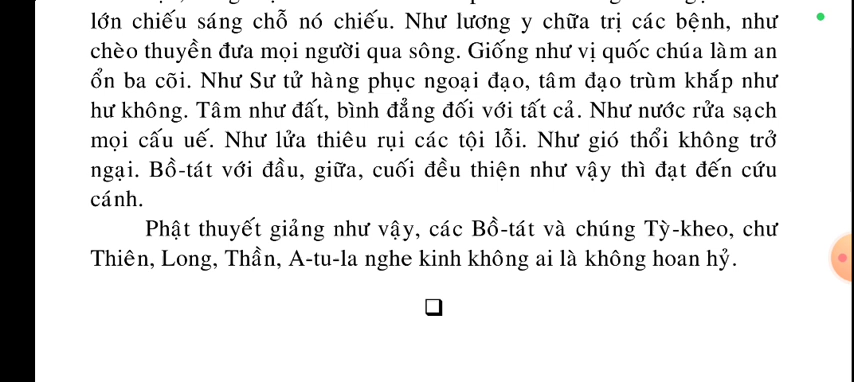 lớn chiếu sáng chỗ nó chiếu. Như lương y chữa trị các bệnh, như
chèo thuyền đưa mọi người qua sông. Giống như vị quốc chúa làm an
ổn ba cõi. Như Sư tử hàng phục ngoại đạo, tâm đạo trùm khắp như
hư không. Tâm như đất, bình đẳng đối với tất cả. Như nước rửa sạch
mọi cấu uế. Như lửa thiêu rụi các tội lỗi. Như gió thổi không trở
ngại. Bồ-tát với đầu, giữa, cuối đều thiện như vậy thì đạt đến cứu
cánh.
Phật thuyết giảng như vậy, các Bồ-tát và chúng Tỳ-kheo, chư
Thiên, Long, Thần, A-tu-la nghe kinh không ai là không hoan hỷ.